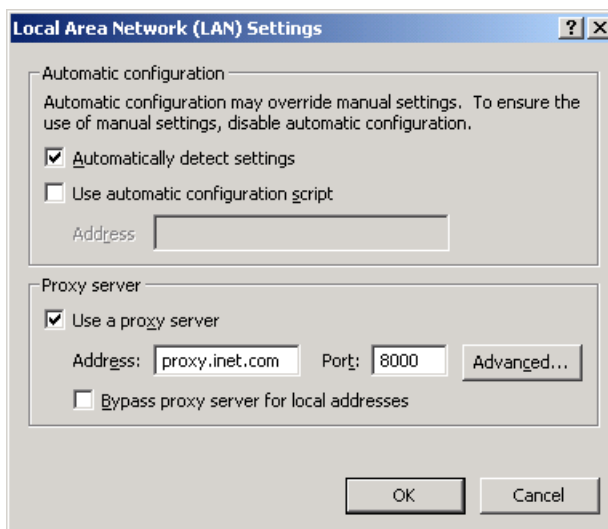 Local Area Network (LAN) Settings
Automatic configuration
Automatic configuration may override manual settings. To ensure the
use of manual settings, disable automatic configuration.
Automatically detect settings
Use automatic configuration script
Address
Proxy server
Use a proxy server
Address: proxy.inet.com Port: 8000 Advanced...
Bypass proxy server for local addresses
OK Cancel